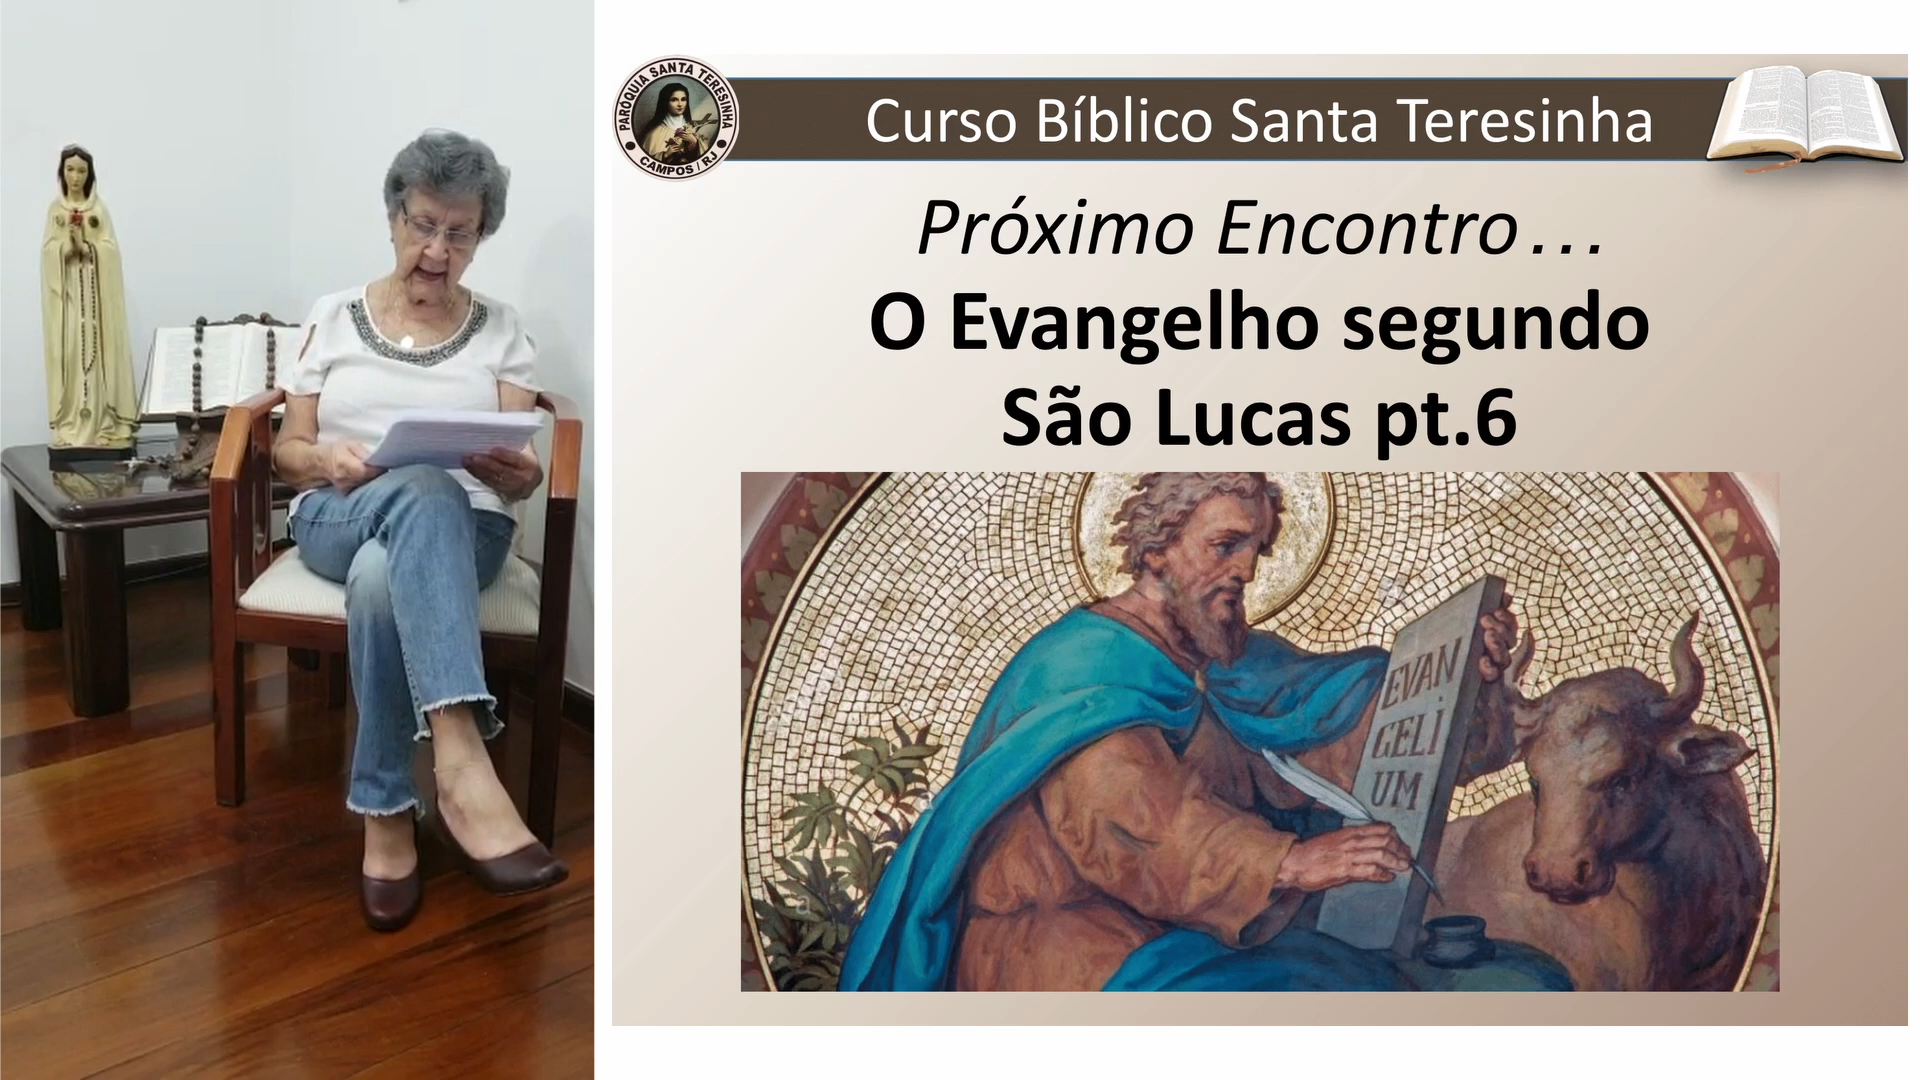 PARÓQUIA SANTA TERESINHA
CAMPOS / RJ
Curso Bíblico Santa Teresinha
Próximo Encontro...
O Evangelho segundo
São Lucas pt.6
EVAN
GELI
UM